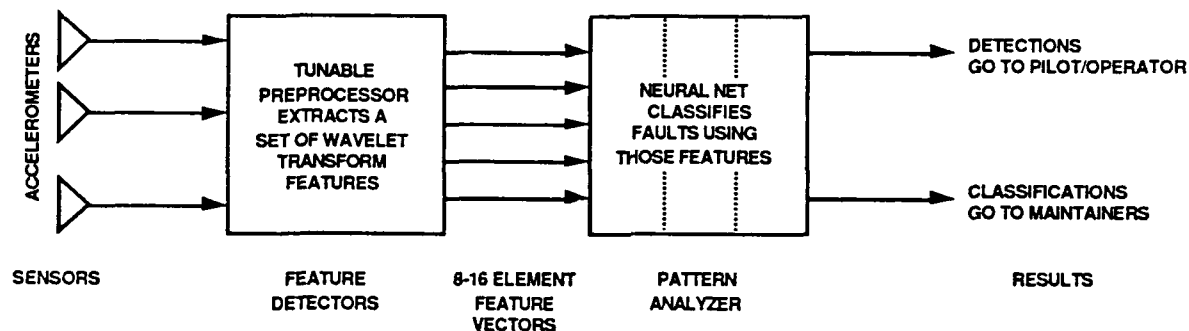 ACCELEROMETERS
TUNABLE
PREPROCESSOR
EXTRACTS A
SET OF WAVELET
TRANSFORM
FEATURES
NEURAL NET
CLASSIFIES
FAULTS USING
THOSE FEATURES
DETECTIONS
GO TO PILOT/OPERATOR
CLASSIFICATIONS
GO TO MAINTAINERS
SENSORS
FEATURE
DETECTORS
8-16 ELEMENT
FEATURE
VECTORS
PATTERN
ANALYZER
RESULTS